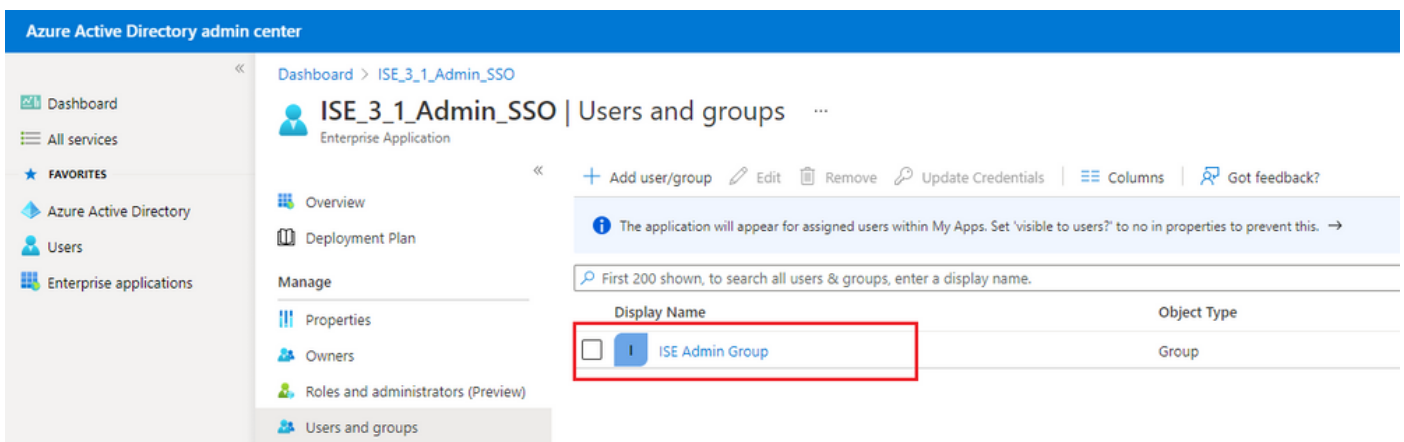 Azure Active Directory admin center
«
Dashboard
All services
FAVORITES
Azure Active Directory
Users
Enterprise applications
Dashboard > ISE_3_1_Admin_SSO
ISE_3_1_Admin_SSO | Users and groups ...
Enterprise Application
«
Overview
Deployment Plan
Manage
Properties
Owners
Roles and administrators (Preview)
Users and groups
+ Add user/group Edit Remove Update Credentials | Columns | Got feedback?
The application will appear for assigned users within My Apps. Set 'visible to users?' to no in properties to prevent this. →
First 200 shown, to search all users & groups, enter a display name.
Display Name Object Type
I ISE Admin Group Group